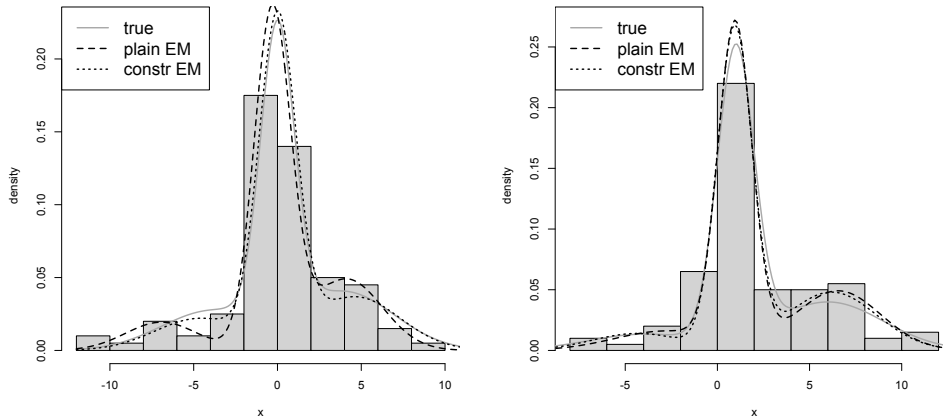 true
plain EM
constr EM
density
0.00 0.05 0.10 0.15 0.20
-10 -5 0 5 10
x
true
plain EM
constr EM
density
0.00 0.05 0.10 0.15 0.20 0.25
-5 0 5 10
x